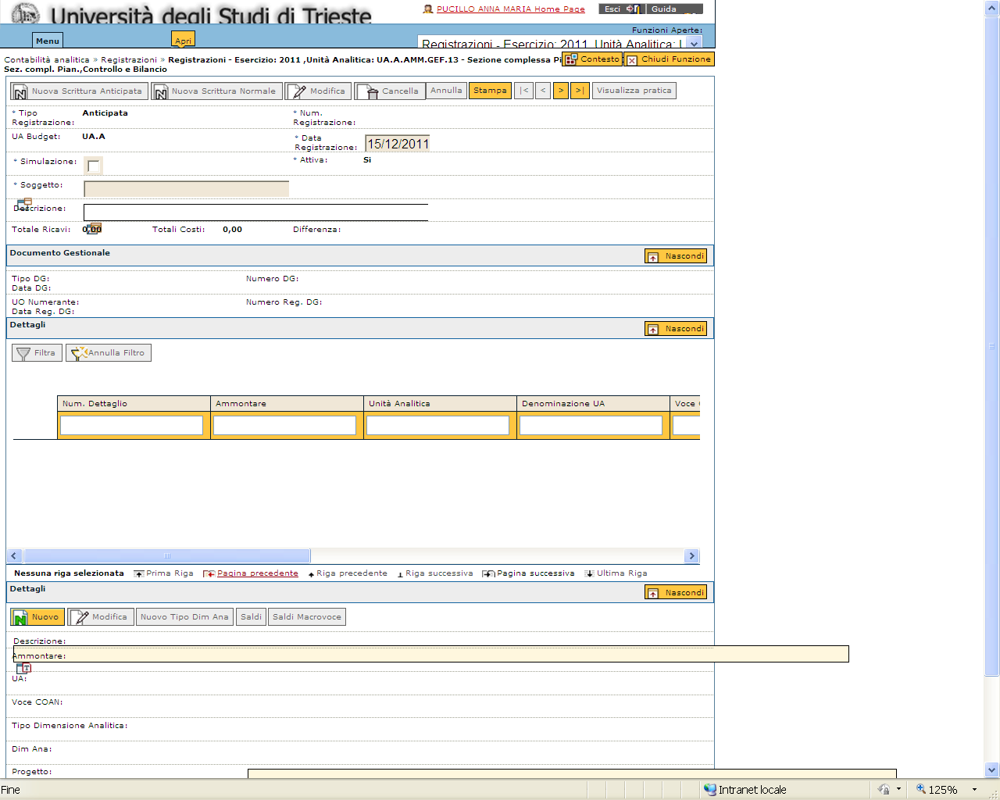 Università degli Studi di Trieste
PUCILLO ANNA MARIA Home Page
Esci | Guida
Menu
Apri
Funzioni Aperte:
Registrazioni - Esercizio: 2011, Unità Analitica:
Contabilità analitica » Registrazioni » Registrazioni - Esercizio: 2011 ,Unità Analitica: UA.A.AMM.GEF.13 - Sezione complessa
Sez. compl. Pian.,Controllo e Bilancio
Contesto
Chiudi Funzione
Nuova Scrittura Anticipata
Nuova Scrittura Normale
Modifica
Cancella
Annulla
Stampa
|<
<
>
>|
Visualizza pratica
* Tipo Registrazione: Anticipata
* Num. Registrazione:
UA Budget: UA.A
* Data Registrazione: 15/12/2011
* Simulazione:
* Attiva: Si
* Soggetto:
Descrizione:
Totale Ricavi: 0,00
Totali Costi: 0,00
Differenza:
Documento Gestionale
Nascondi
Tipo DG:
Numero DG:
Data DG:
UO Numerante:
Numero Reg. DG:
Data Reg. DG:
Dettagli
Nascondi
Filtra
Annulla Filtro
Num. Dettaglio
Ammontare
Unità Analitica
Denominazione UA
Voce
Nessuna riga selezionata
Prima Riga
Pagina precedente
Riga precedente
Riga successiva
Pagina successiva
Ultima Riga
Dettagli
Nascondi
Nuovo
Modifica
Nuovo Tipo Dim Ana
Saldi
Saldi Macrovoce
Descrizione:
Ammontare:
UA:
Voce COAN:
Tipo Dimensione Analitica:
Dim Ana:
Progetto:
Fine
Intranet locale
125%